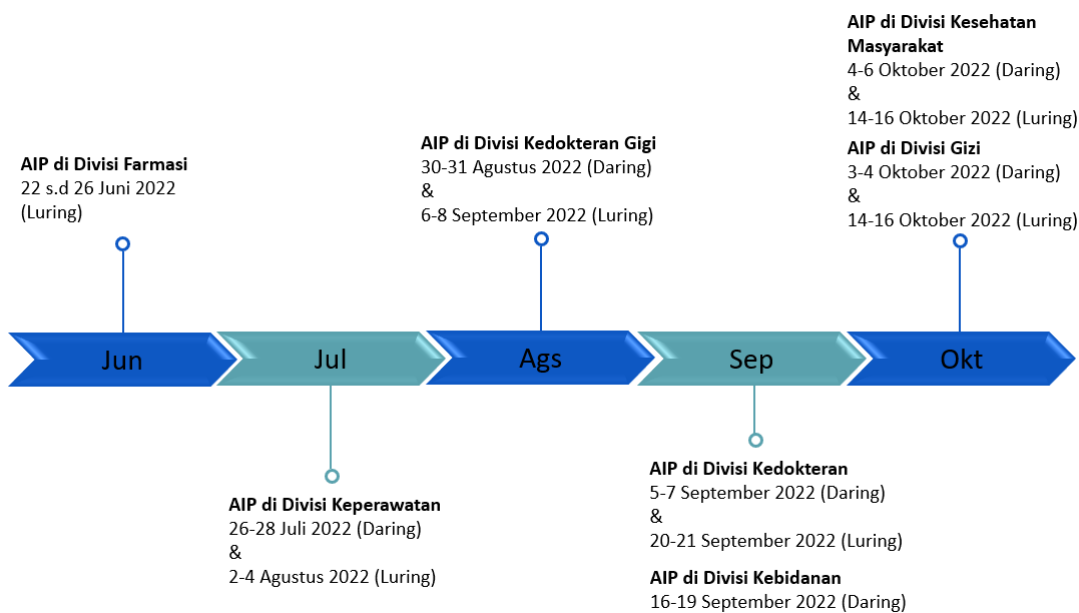 AIP di Divisi Kesehatan
Masyarakat
4-6 Oktober 2022 (Daring)
&
14-16 Oktober 2022 (Luring)
AIP di Divisi Gizi
3-4 Oktober 2022 (Daring)
&
14-16 Oktober 2022 (Luring)
AIP di Divisi Kedokteran Gigi
30-31 Agustus 2022 (Daring)
&
6-8 September 2022 (Luring)
AIP di Divisi Farmasi
22 s.d 26 Juni 2022
(Luring)
Jun
Jul
Ags
Sep
Okt
AIP di Divisi Keperawatan
26-28 Juli 2022 (Daring)
&
2-4 Agustus 2022 (Luring)
AIP di Divisi Kedokteran
5-7 September 2022 (Daring)
&
20-21 September 2022 (Luring)
AIP di Divisi Kebidanan
16-19 September 2022 (Daring)